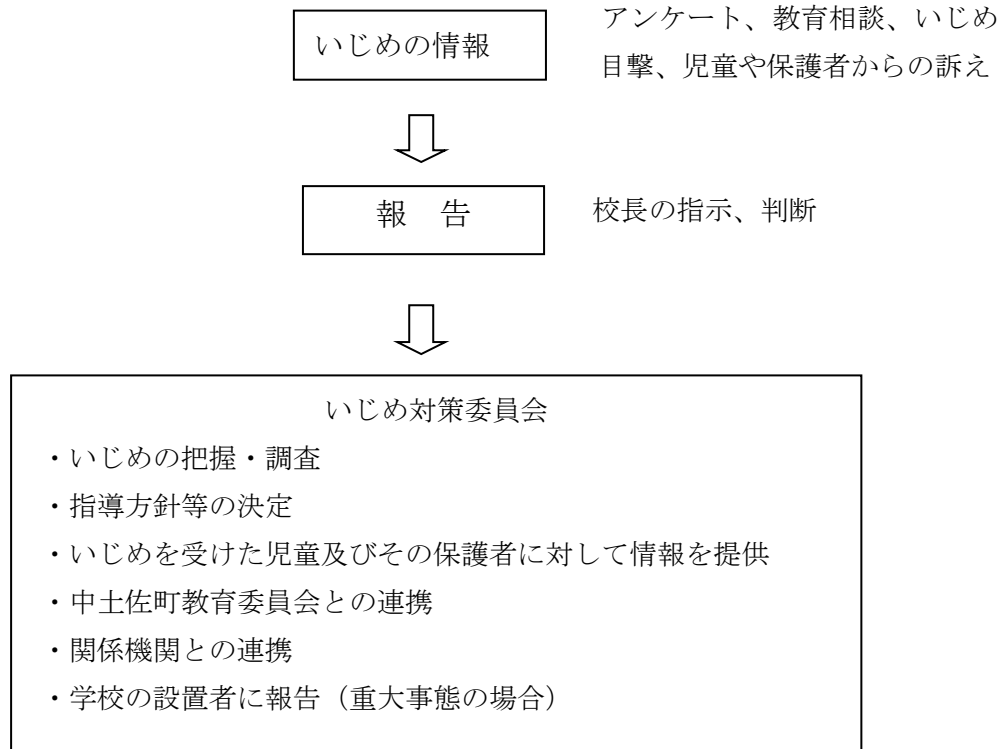 いじめの情報
アンケート、教育相談、いじめ
目撃、児童や保護者からの訴え
報　告
校長の指示、判断
いじめ対策委員会
・いじめの把握・調査
・指導方針等の決定
・いじめを受けた児童及びその保護者に対して情報を提供
・中土佐町教育委員会との連携
・関係機関との連携
・学校の設置者に報告（重大事態の場合）